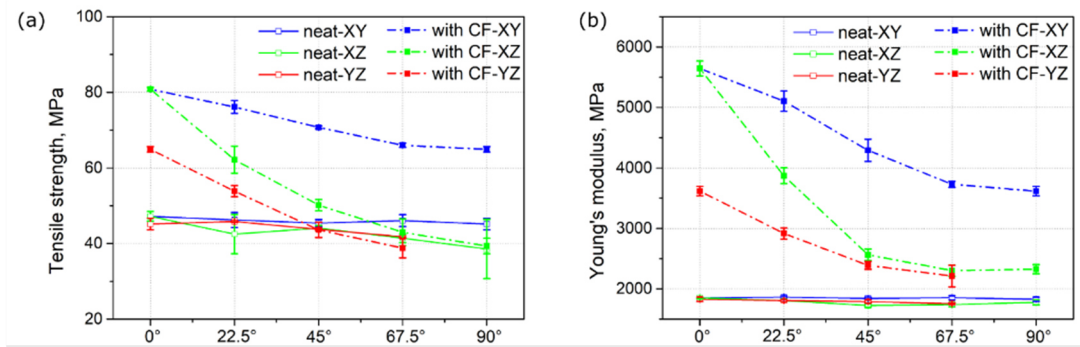 (a)
100
80
60
40
20
Tensile strength, MPa
neat-XY
with CF-XY
neat-XZ
with CF-XZ
neat-YZ
with CF-YZ
0°
22.5°
45°
67.5°
90°
(b)
6000
5000
4000
3000
2000
Young's modulus, MPa
neat-XY
with CF-XY
neat-XZ
with CF-XZ
neat-YZ
with CF-YZ
0°
22.5°
45°
67.5°
90°